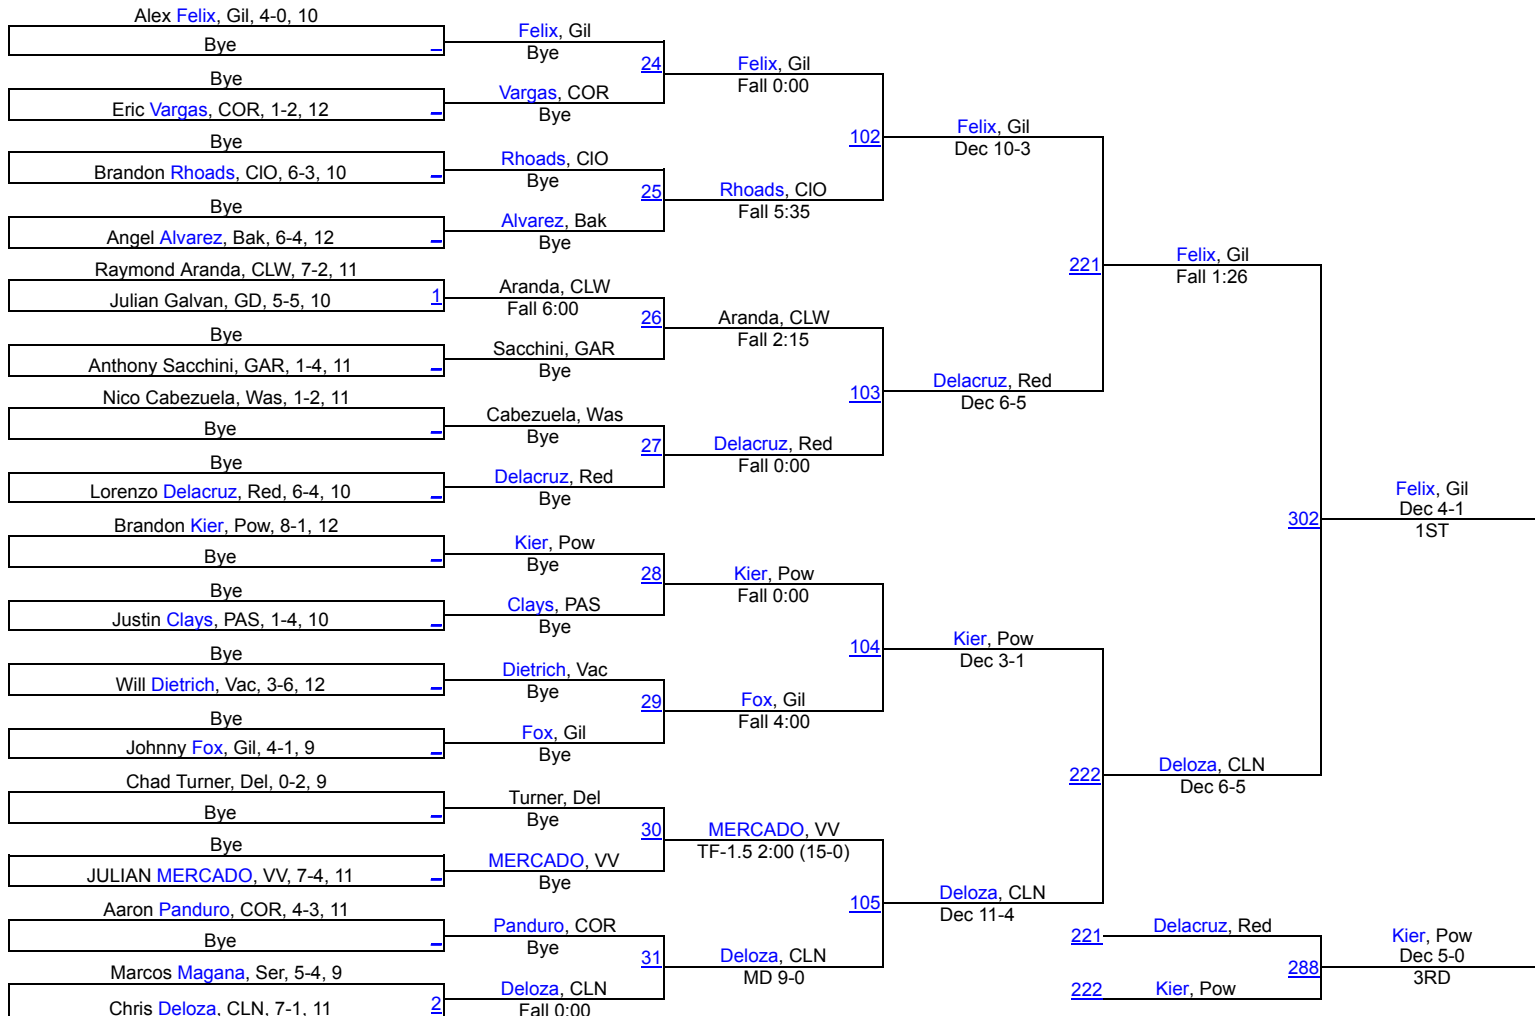 Alex Felix, Gil, 4-0, 10
Bye
Bye
Eric Vargas, COR, 1-2, 12
Bye
Brandon Rhoads, CIO, 6-3, 10
Bye
Angel Alvarez, Bak, 6-4, 12
Raymond Aranda, CLW, 7-2, 11
Julian Galvan, GD, 5-5, 10
1
Bye
Anthony Sacchini, GAR, 1-4, 11
Nico Cabezuela, Was, 1-2, 11
Bye
Bye
Lorenzo Delacruz, Red, 6-4, 10
Brandon Kier, Pow, 8-1, 12
Bye
Bye
Justin Clays, PAS, 1-4, 10
Bye
Will Dietrich, Vac, 3-6, 12
Bye
Johnny Fox, Gil, 4-1, 9
Chad Turner, Del, 0-2, 9
Bye
Bye
JULIAN MERCADO, VV, 7-4, 11
Aaron Panduro, COR, 4-3, 11
Bye
Marcos Magana, Ser, 5-4, 9
Chris Deloza, CLN, 7-1, 11
2
Felix, Gil
Bye
24
Vargas, COR
Bye
Rhoads, CIO
Bye
25
Alvarez, Bak
Bye
Aranda, CLW
Fall 6:00
26
Sacchini, GAR
Bye
Cabezuela, Was
Bye
27
Delacruz, Red
Bye
Kier, Pow
Bye
28
Clays, PAS
Bye
Dietrich, Vac
Bye
29
Fox, Gil
Bye
Turner, Del
Bye
30
MERCADO, VV
Bye
Panduro, COR
Bye
31
Deloza, CLN
Fall 0:00
Felix, Gil
Fall 0:00
102
Rhoads, CIO
Fall 5:35
Aranda, CLW
Fall 2:15
103
Delacruz, Red
Fall 0:00
Kier, Pow
Fall 0:00
104
Fox, Gil
Fall 4:00
MERCADO, VV
TF-1.5 2:00 (15-0)
105
Deloza, CLN
MD 9-0
Felix, Gil
Dec 10-3
221
Delacruz, Red
Dec 6-5
Kier, Pow
Dec 3-1
222
Deloza, CLN
Dec 11-4
Felix, Gil
Fall 1:26
302
Deloza, CLN
Dec 6-5
Felix, Gil
Dec 4-1
1ST
221
Delacruz, Red
288
222
Kier, Pow
Kier, Pow
Dec 5-0
3RD